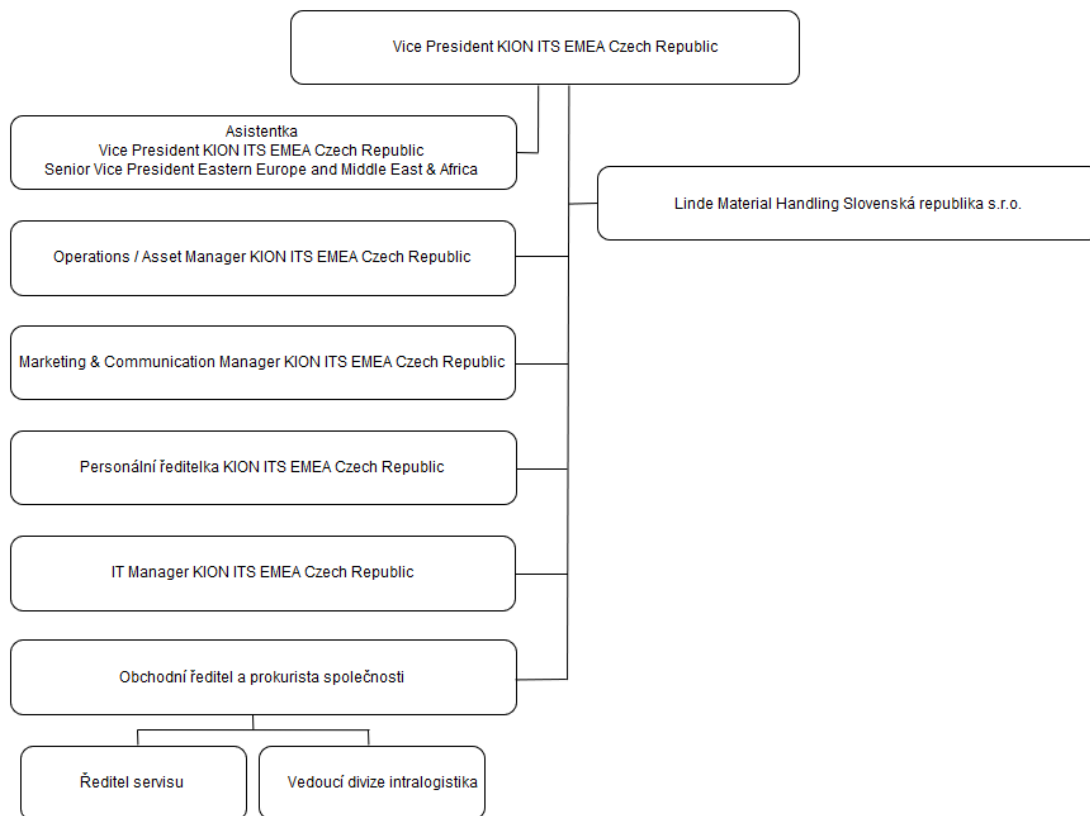 Vice President KION ITS EMEA Czech Republic
Asistentka
Vice President KION ITS EMEA Czech Republic
Senior Vice President Eastern Europe and Middle East & Africa
Linde Material Handling Slovenská republika s.r.o.
Operations / Asset Manager KION ITS EMEA Czech Republic
Marketing & Communication Manager KION ITS EMEA Czech Republic
Personální ředitelka KION ITS EMEA Czech Republic
IT Manager KION ITS EMEA Czech Republic
Obchodní ředitel a prokurista společnosti
Ředitel servisu
Vedoucí divize intralogistika